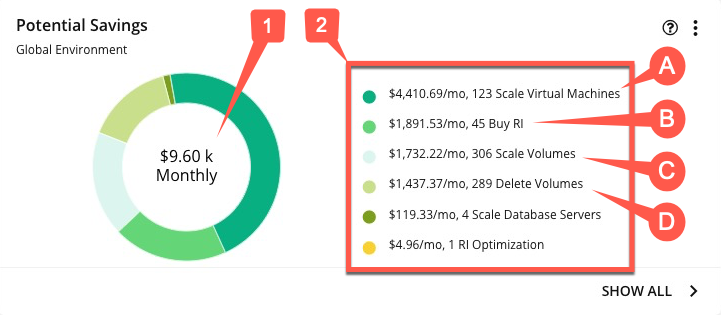 Potential Savings
Global Environment
1
2
$9.60 k
Monthly
$4,410.69/mo, 123 Scale Virtual Machines
$1,891.53/mo, 45 Buy RI
$1,732.22/mo, 306 Scale Volumes
$1,437.37/mo, 289 Delete Volumes
$119.33/mo, 4 Scale Database Servers
$4.96/mo, 1 RI Optimization
A
B
C
D
SHOW ALL